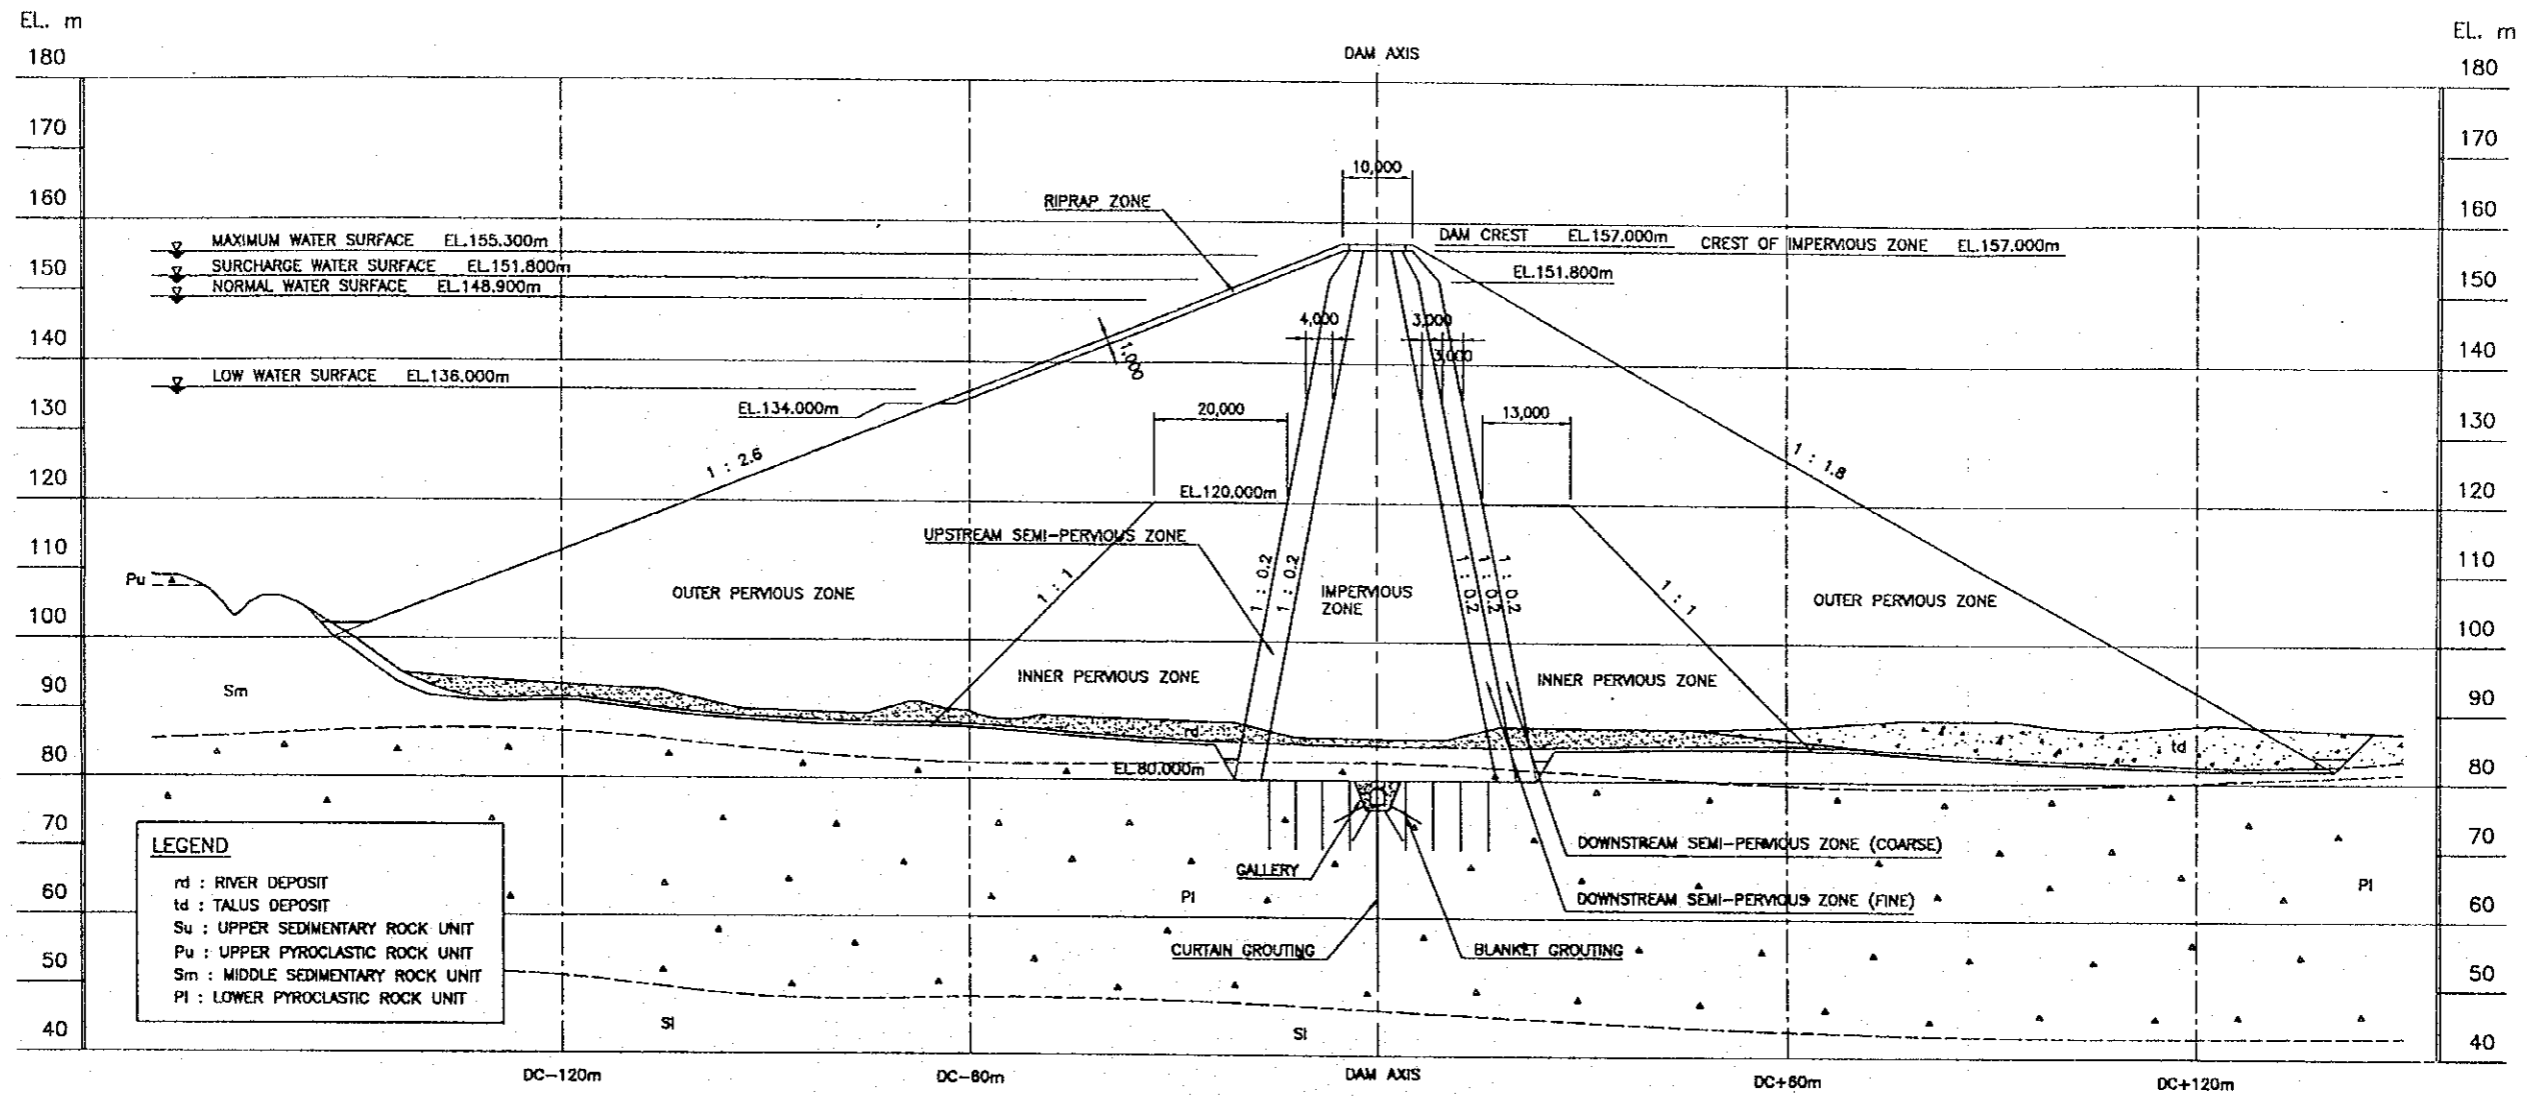 EL. m
EL. m
DAM AXIS
180
180
170
170
10,000
160
RIPRAP ZONE
160
MAXIMUM WATER SURFACE EL.155.300m
DAM CREST EL.157.000m
CREST OF IMPERVIOUS ZONE EL.157.000m
150
SURCHARGE WATER SURFACE EL.151.800m
EL.151.800m
150
NORMAL WATER SURFACE EL.148.900m
4,000
3,000
3,000
140
1,000
140
LOW WATER SURFACE EL.136.000m
130
EL.134.000m
20,000
13,000
130
1 : 2.6
1 : 1.8
120
EL.120,000m
120
UPSTREAM SEMI-PERVIOUS ZONE
110
110
Pu
1 : 1
1 : 0.2
1 : 0.2
1 : 0.2
1 : 0.2
1 : 0.2
1 : 1
OUTER PERVIOUS ZONE
IMPERVIOUS
ZONE
OUTER PERVIOUS ZONE
100
100
Sm
INNER PERVIOUS ZONE
INNER PERVIOUS ZONE
90
90
rd
td
80
EL.80.000m
80
70
70
LEGEND
rd : RIVER DEPOSIT
td : TALUS DEPOSIT
Su : UPPER SEDIMENTARY ROCK UNIT
Pu : UPPER PYROCLASTIC ROCK UNIT
Sm : MIDDLE SEDIMENTARY ROCK UNIT
Pl : LOWER PYROCLASTIC ROCK UNIT
DOWNSTREAM SEMI-PERVIOUS ZONE (COARSE)
GALLERY
Pl
Pl
60
DOWNSTREAM SEMI-PERVIOUS ZONE (FINE)
60
CURTAIN GROUTING
BLANKET GROUTING
50
50
Sl
Sl
40
40
DC-120m
DC-60m
DAM AXIS
DC+60m
DC+120m